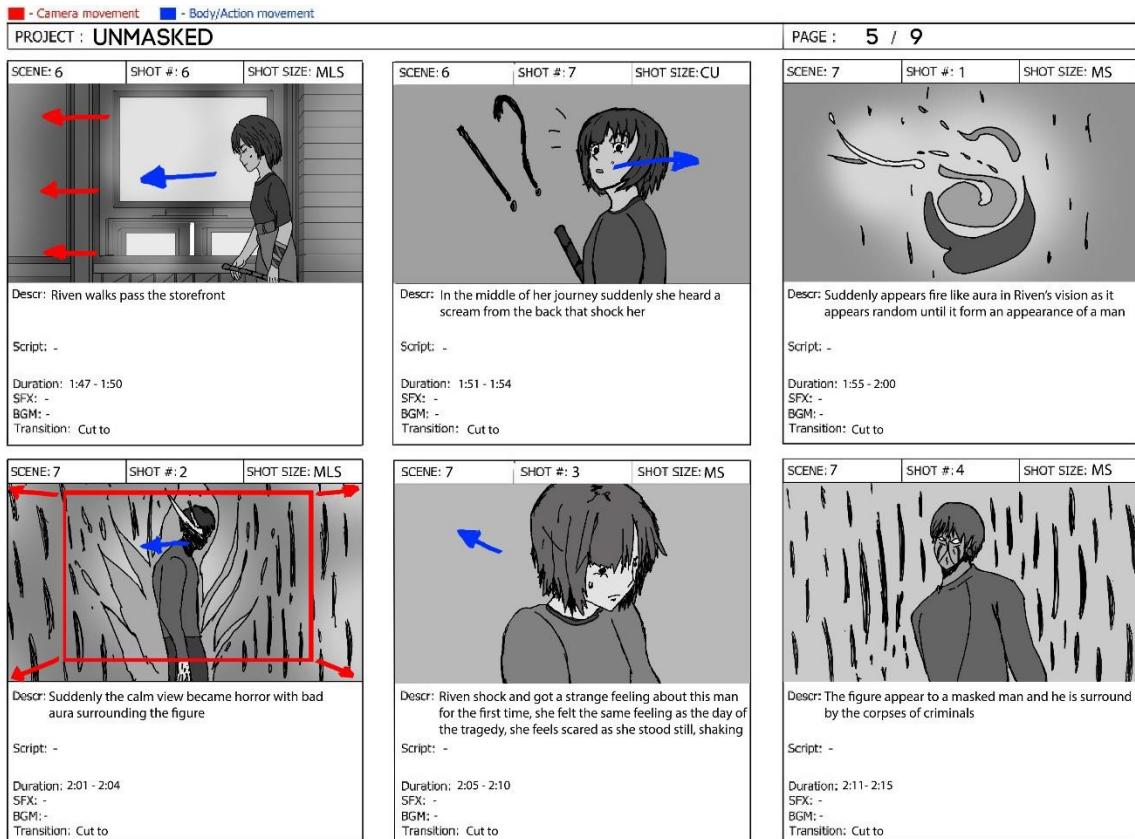 - Camera movement - Body/Action movement
PROJECT : UNMASKED PAGE : 5 / 9
SCENE: 6 SHOT #: 6 SHOT SIZE: MLS
Descr: Riven walks pass the storefront
Script: -
Duration: 1:47 - 1:50
SFX: -
BGM: -
Transition: Cut to
SCENE: 6 SHOT #: 7 SHOT SIZE: CU
!?
Descr: In the middle of her journey suddenly she heard a
scream from the back that shock her
Script: -
Duration: 1:51 - 1:54
SFX: -
BGM: -
Transition: Cut to
SCENE: 7 SHOT #: 1 SHOT SIZE: MS
Descr: Suddenly appears fire like aura in Riven's vision as it
appears random until it form an appearance of a man
Script: -
Duration: 1:55 - 2:00
SFX: -
BGM: -
Transition: Cut to
SCENE: 7 SHOT #: 2 SHOT SIZE: MLS
Descr: Suddenly the calm view became horror with bad
aura surrounding the figure
Script: -
Duration: 2:01 - 2:04
SFX: -
BGM: -
Transition: Cut to
SCENE: 7 SHOT #: 3 SHOT SIZE: MS
Descr: Riven shock and got a strange feeling about this man
for the first time, she felt the same feeling as the day of
the tragedy, she feels scared as she stood still, shaking
Script: -
Duration: 2:05 - 2:10
SFX: -
BGM: -
Transition: Cut to
SCENE: 7 SHOT #: 4 SHOT SIZE: MS
Descr: The figure appear to a masked man and he is surround
by the corpses of criminals
Script: -
Duration: 2:11- 2:15
SFX: -
BGM: -
Transition: Cut to